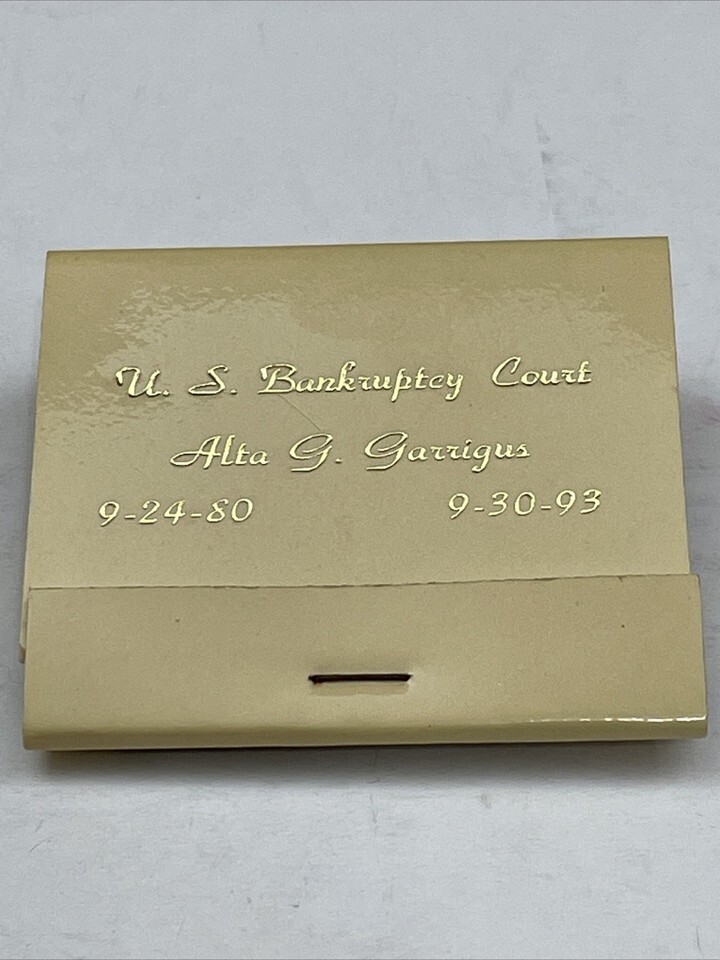 U. S. Bankruptcy Court
Alta G. Garrigus
9-24-80 9-30-93